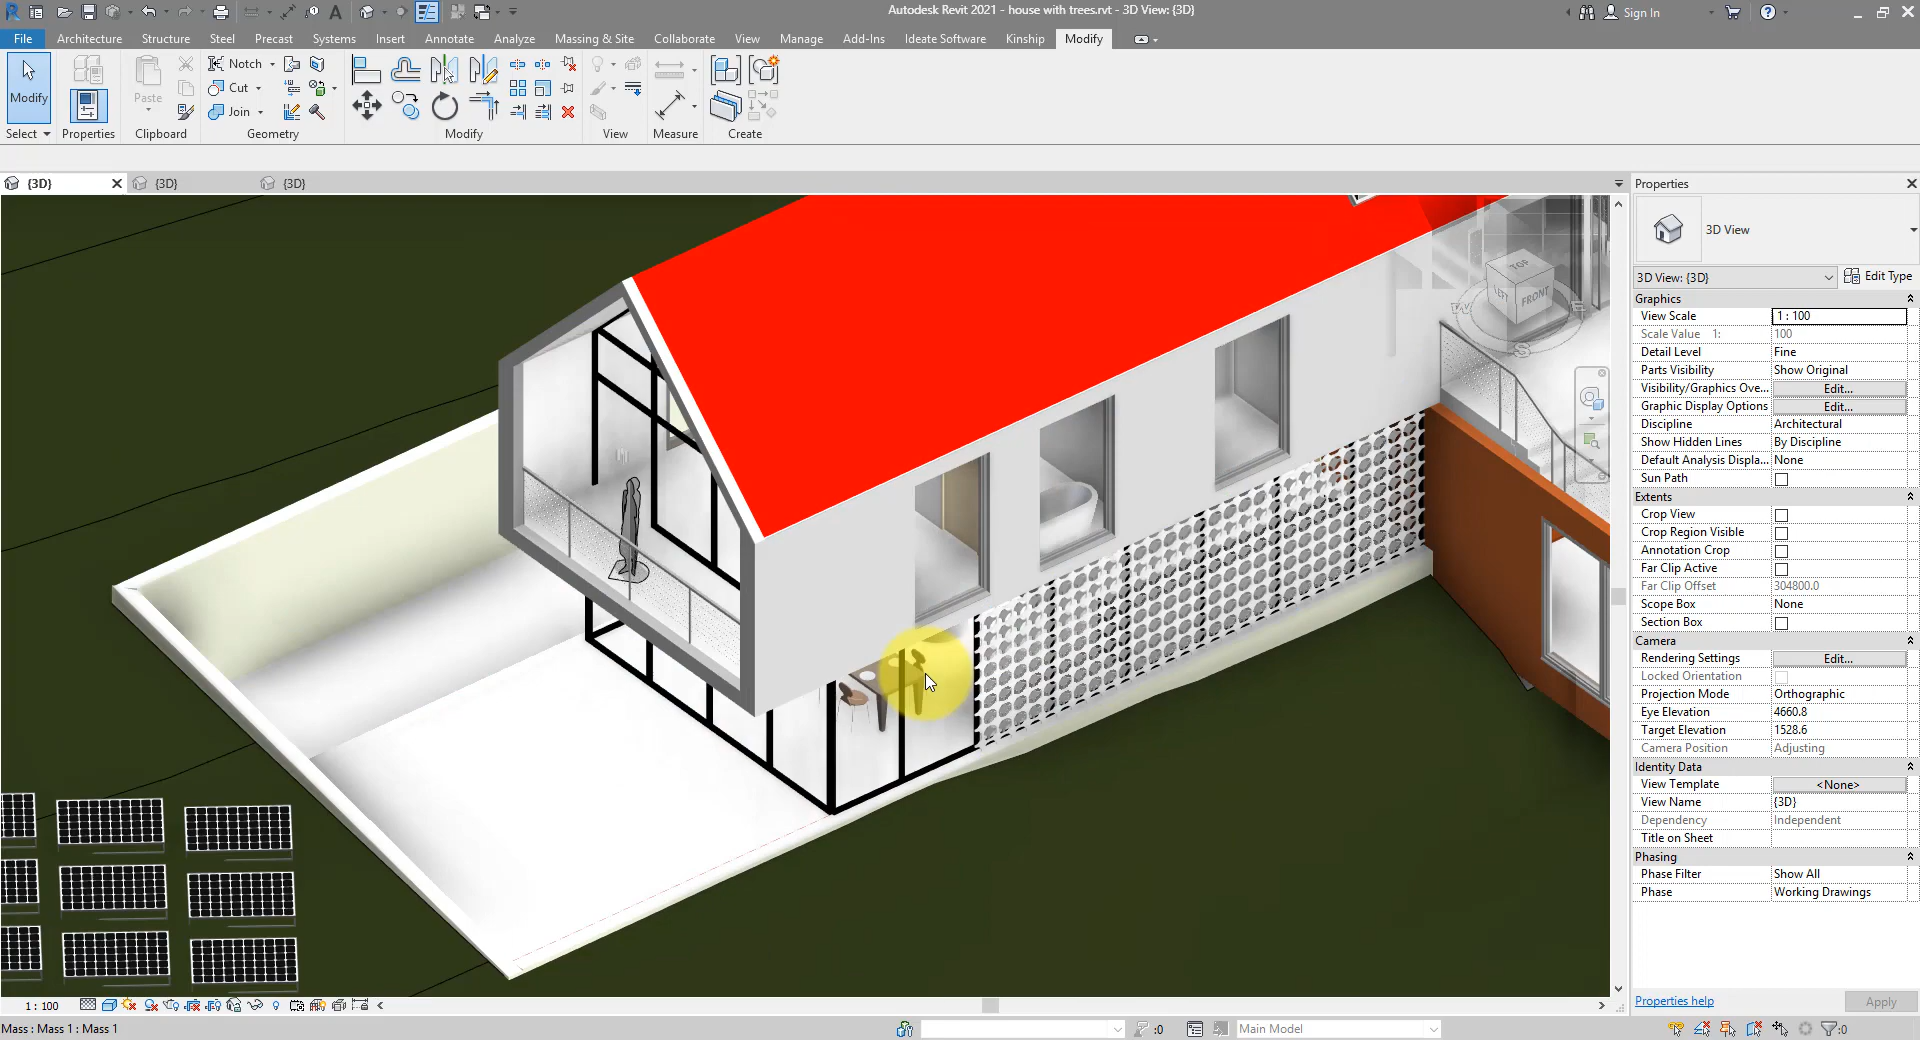 Autodesk Revit 2021 - house with trees.rvt - 3D View: {3D}
Sign In
File Architecture Structure Steel Precast Systems Insert Annotate Analyze Massing & Site Collaborate View Manage Add-Ins Ideate Software Kinship Modify
Modify
Paste
Notch
Cut
Join
Select
Properties
Clipboard
Geometry
Modify
View
Measure
Create
{3D}
{3D}
{3D}
TOP
LEFT
FRONT
W
S
E
Properties
3D View
3D View: {3D}
Edit Type
Graphics
View Scale 1 : 100
Scale Value 1: 100
Detail Level Fine
Parts Visibility Show Original
Visibility/Graphics Ove... Edit...
Graphic Display Options Edit...
Discipline Architectural
Show Hidden Lines By Discipline
Default Analysis Displa... None
Sun Path
Extents
Crop View
Crop Region Visible
Annotation Crop
Far Clip Active
Far Clip Offset 304800.0
Scope Box None
Section Box
Camera
Rendering Settings Edit...
Locked Orientation
Projection Mode Orthographic
Eye Elevation 4660.8
Target Elevation 1528.6
Camera Position Adjusting
Identity Data
View Template <None>
View Name {3D}
Dependency Independent
Title on Sheet
Phasing
Phase Filter Show All
Phase Working Drawings
Properties help
Apply
1 : 100
Mass : Mass 1 : Mass 1
:0
Main Model
:0